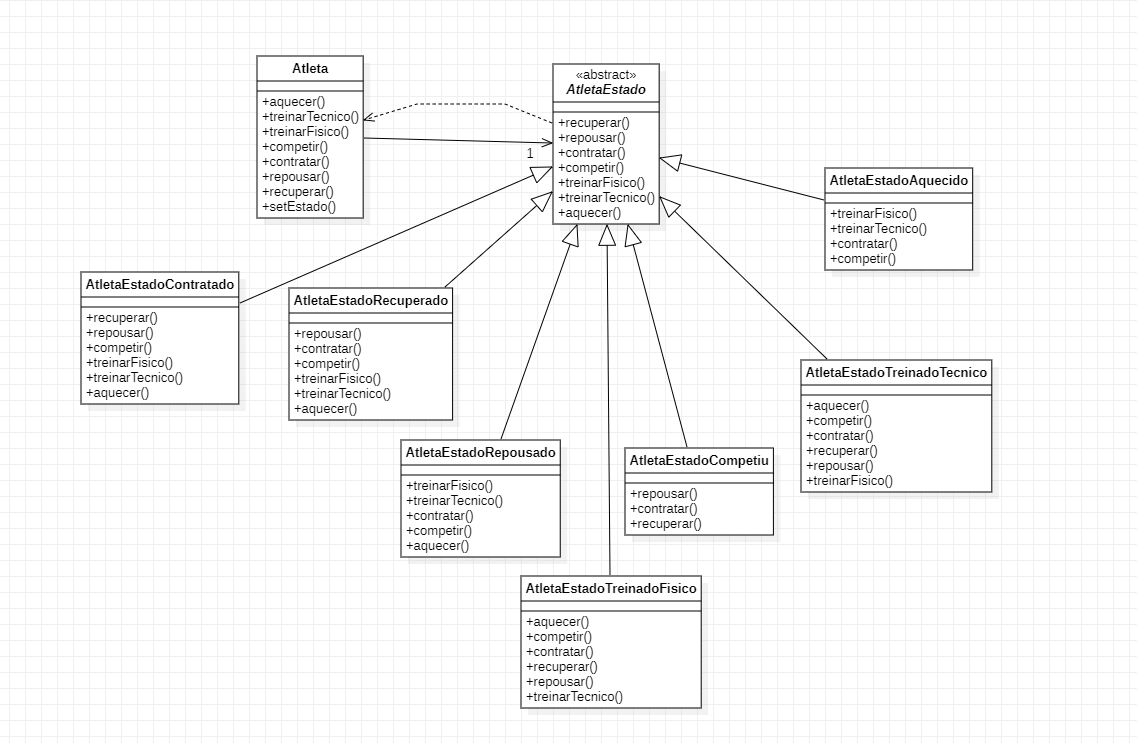 Atleta
+aquecer()
+treinarTecnico()
+treinarFisico()
+competir()
+contratar()
+repousar()
+recuperar()
+setEstado()
«abstract»
AtletaEstado
+recuperar()
+repousar()
+contratar()
+competir()
+treinarFisico()
+treinarTecnico()
+aquecer()
1
AtletaEstadoAquecido
+treinarFisico()
+treinarTecnico()
+contratar()
+competir()
AtletaEstadoContratado
+recuperar()
+repousar()
+competir()
+treinarFisico()
+treinarTecnico()
+aquecer()
AtletaEstadoRecuperado
+repousar()
+contratar()
+competir()
+treinarFisico()
+treinarTecnico()
+aquecer()
AtletaEstadoTreinadoTecnico
+aquecer()
+competir()
+contratar()
+recuperar()
+repousar()
+treinarFisico()
AtletaEstadoRepousado
+treinarFisico()
+treinarTecnico()
+contratar()
+competir()
+aquecer()
AtletaEstadoCompetiu
+repousar()
+contratar()
+recuperar()
AtletaEstadoTreinadoFisico
+aquecer()
+competir()
+contratar()
+recuperar()
+repousar()
+treinarTecnico()